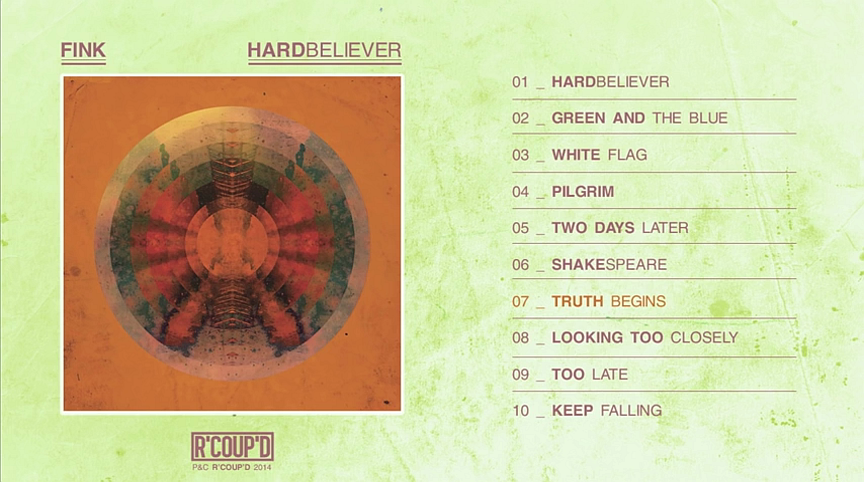 FINK
HARDBELIEVER
R'COUP'D
P&C R'COUP'D 2014
01 _ HARDBELIEVER
02 _ GREEN AND THE BLUE
03 _ WHITE FLAG
04 _ PILGRIM
05 _ TWO DAYS LATER
06 _ SHAKESPEARE
07 _ TRUTH BEGINS
08 _ LOOKING TOO CLOSELY
09 _ TOO LATE
10 _ KEEP FALLING